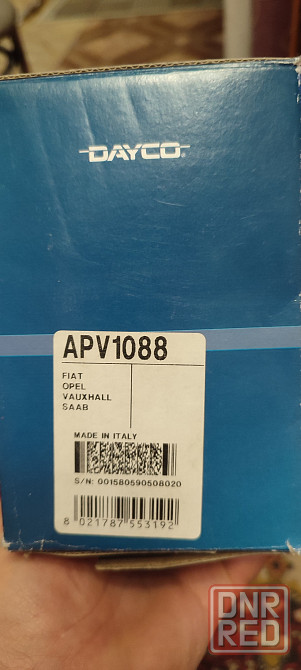 DAYCO
APV1088
FIAT
OPEL
VAUXHALL
SAAB
MADE IN ITALY
S/N: 001580590508020
8 021787 553192
DNR
RED